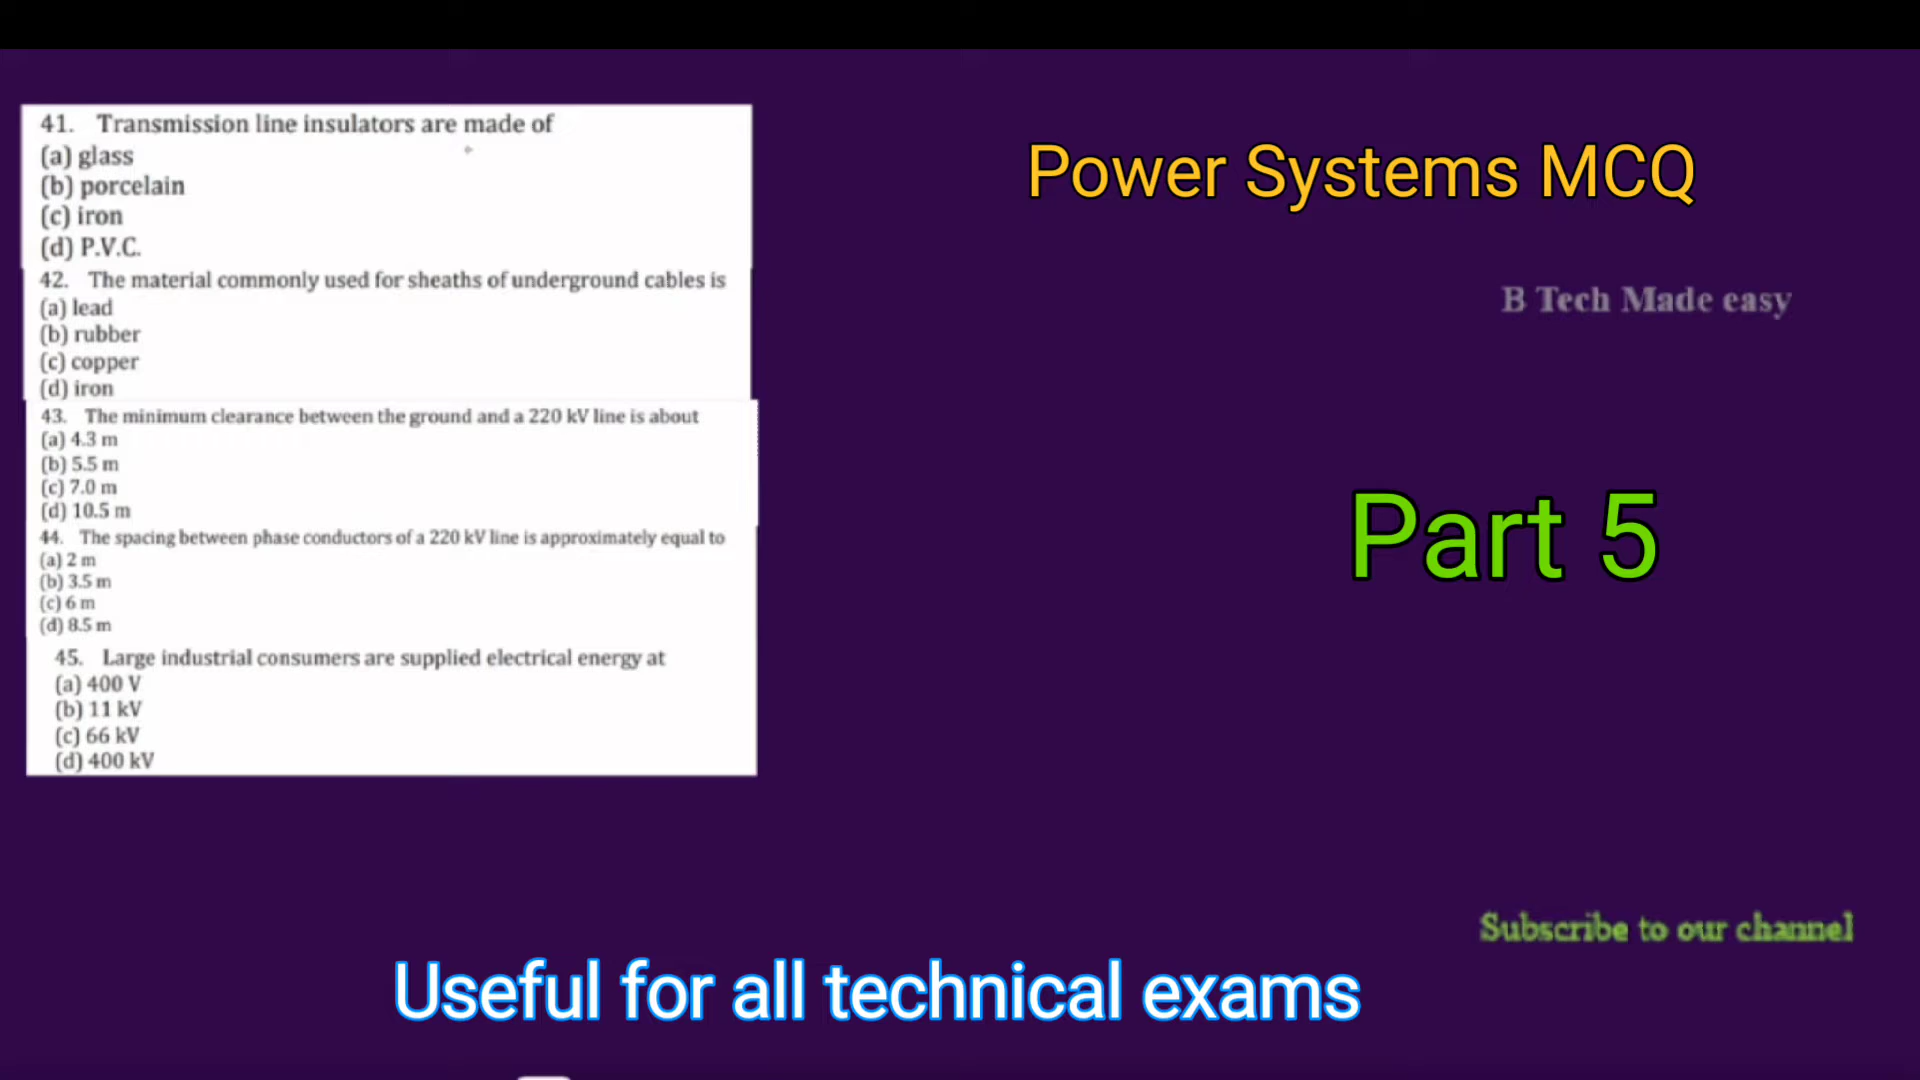 41. Transmission line insulators are made of
(a) glass
(b) porcelain
(c) iron
(d) P.V.C.
42. The material commonly used for sheaths of underground cables is
(a) lead
(b) rubber
(c) copper
(d) iron
43. The minimum clearance between the ground and a 220 kV line is about
(a) 4.3 m
(b) 5.5 m
(c) 7.0 m
(d) 10.5 m
44. The spacing between phase conductors of a 220 kV line is approximately equal to
(a) 2 m
(b) 3.5 m
(c) 6 m
(d) 8.5 m
45. Large industrial consumers are supplied electrical energy at
(a) 400 V
(b) 11 kV
(c) 66 kV
(d) 400 kV
Power Systems MCQ
B Tech Made easy
Part 5
Subscribe to our channel
Useful for all technical exams